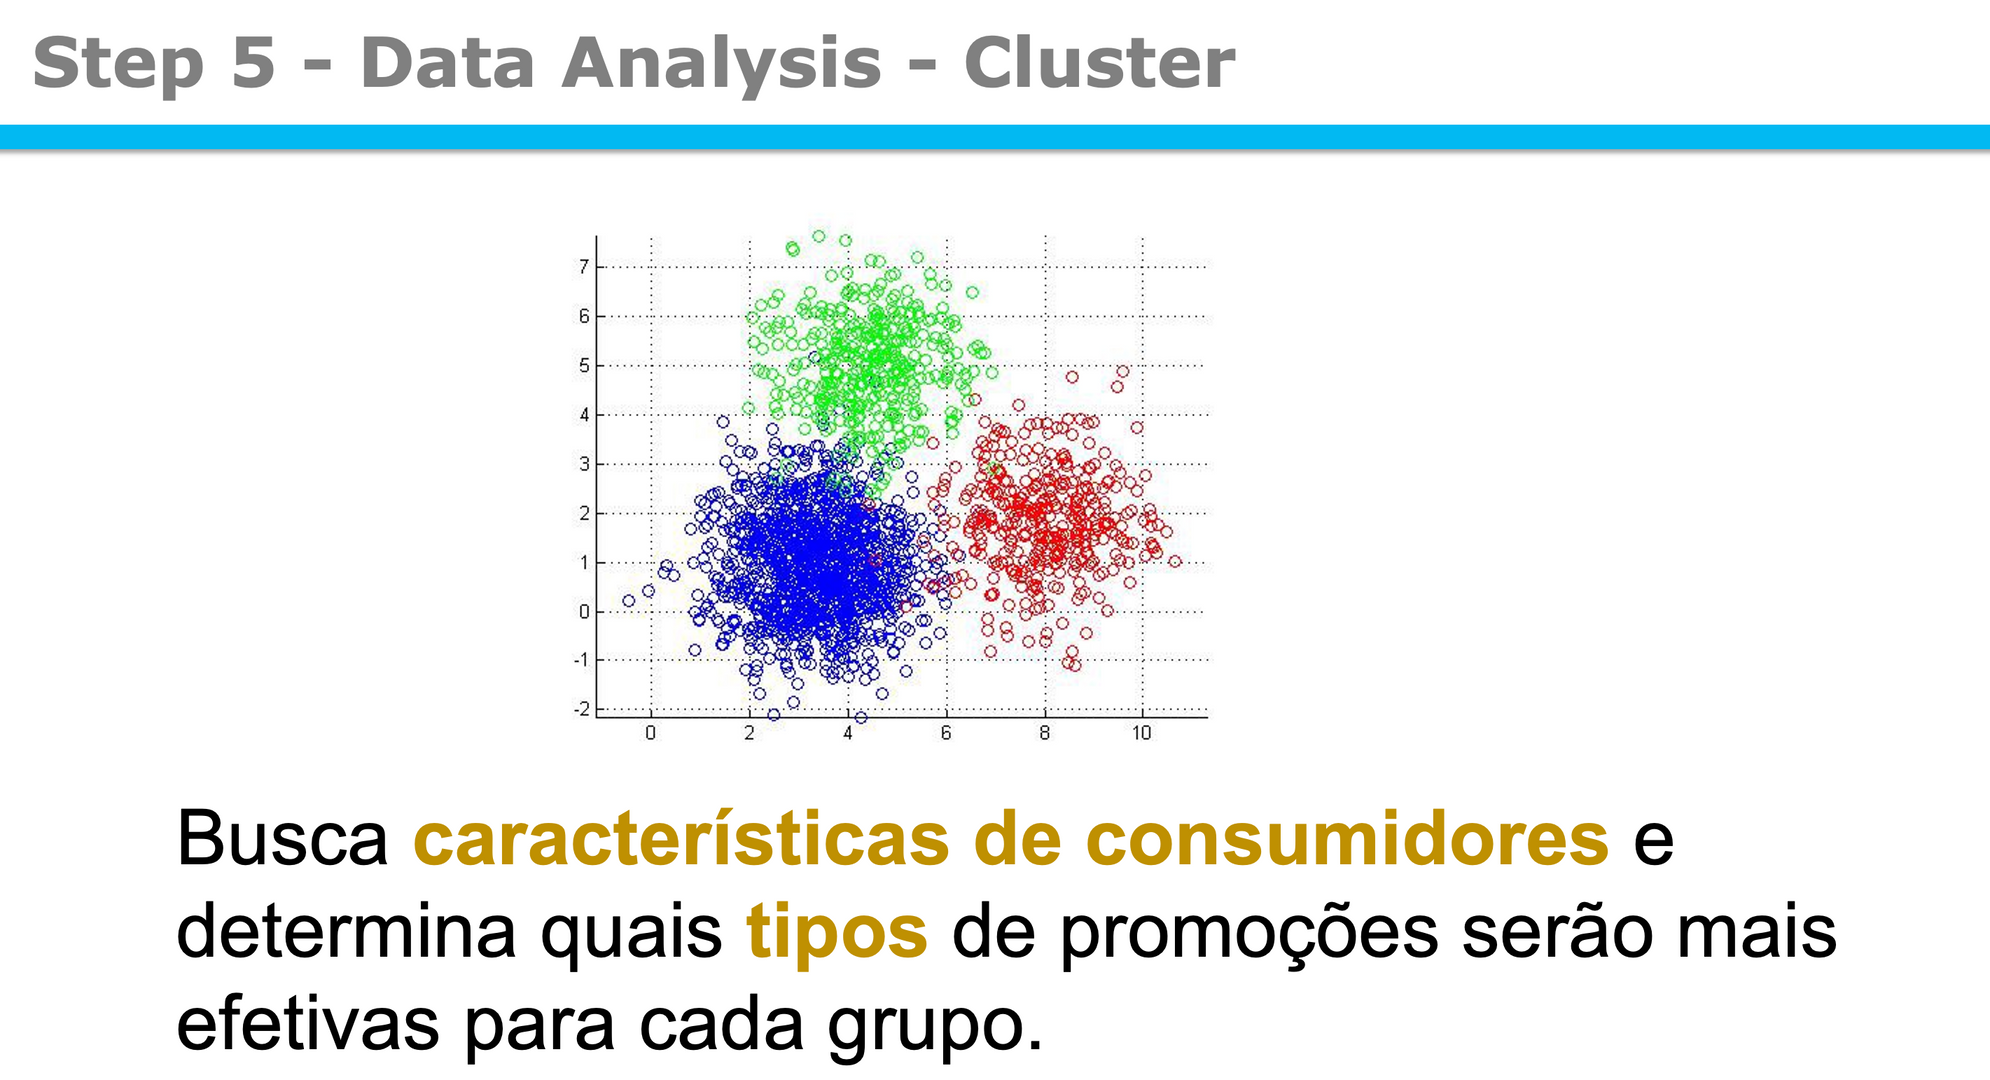 Step 5 - Data Analysis - Cluster
7
6
5
4
3
2
1
0
-1
-2
0 2 4 6 8 10
Busca características de consumidores e
determina quais tipos de promoções serão mais
efetivas para cada grupo.